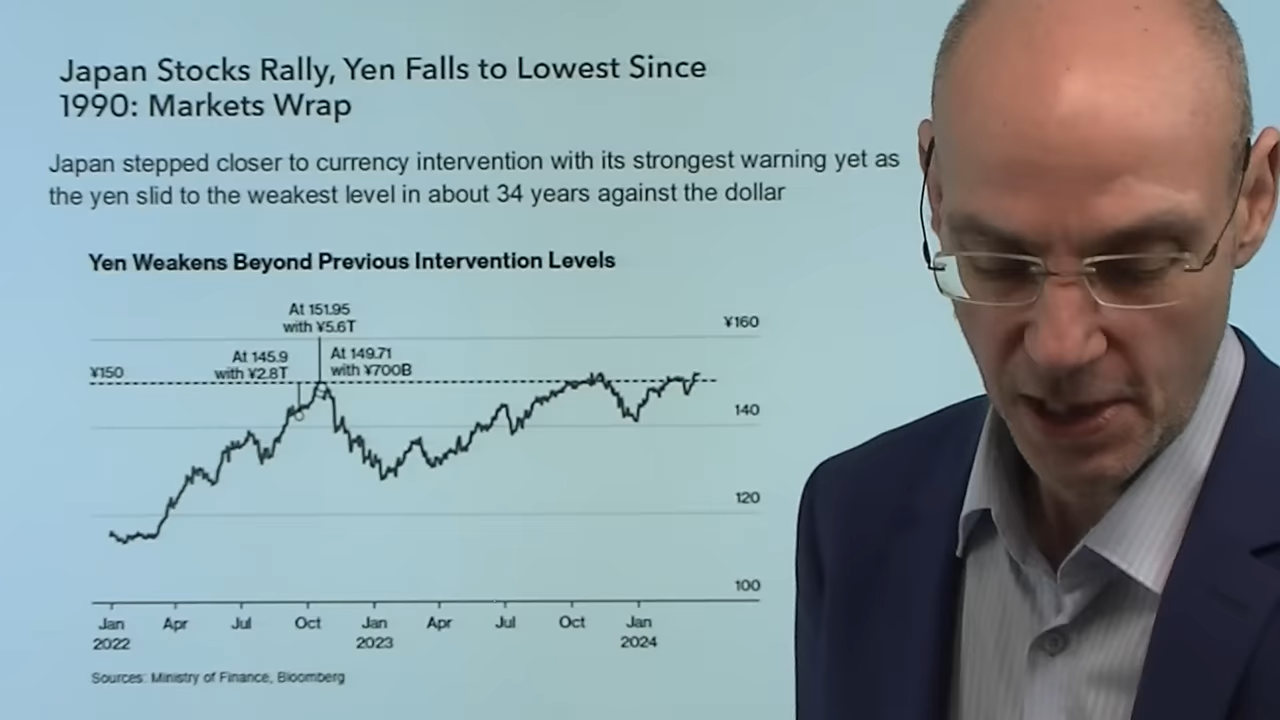 Japan Stocks Rally, Yen Falls to Lowest Since
1990: Markets Wrap
Japan stepped closer to currency intervention with its strongest warning yet as
the yen slid to the weakest level in about 34 years against the dollar
Yen Weakens Beyond Previous Intervention Levels
At 151.95
with ¥5.6T
¥160
At 145.9
with ¥2.8T
At 149.71
with ¥700B
¥150
140
120
100
Jan
2022
Apr
Jul
Oct
Jan
2023
Apr
Jul
Oct
Jan
2024
Sources: Ministry of Finance, Bloomberg